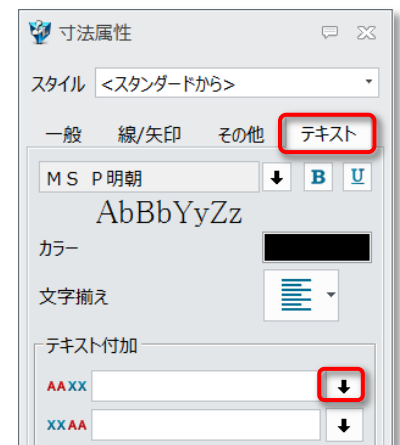 寸法属性
スタイル <スタンダードから>
一般 線/矢印 その他 テキスト
ＭＳ Ｐ明朝 B U
AbBbYyZz
カラー
文字揃え
テキスト付加
AAXX
XXAA